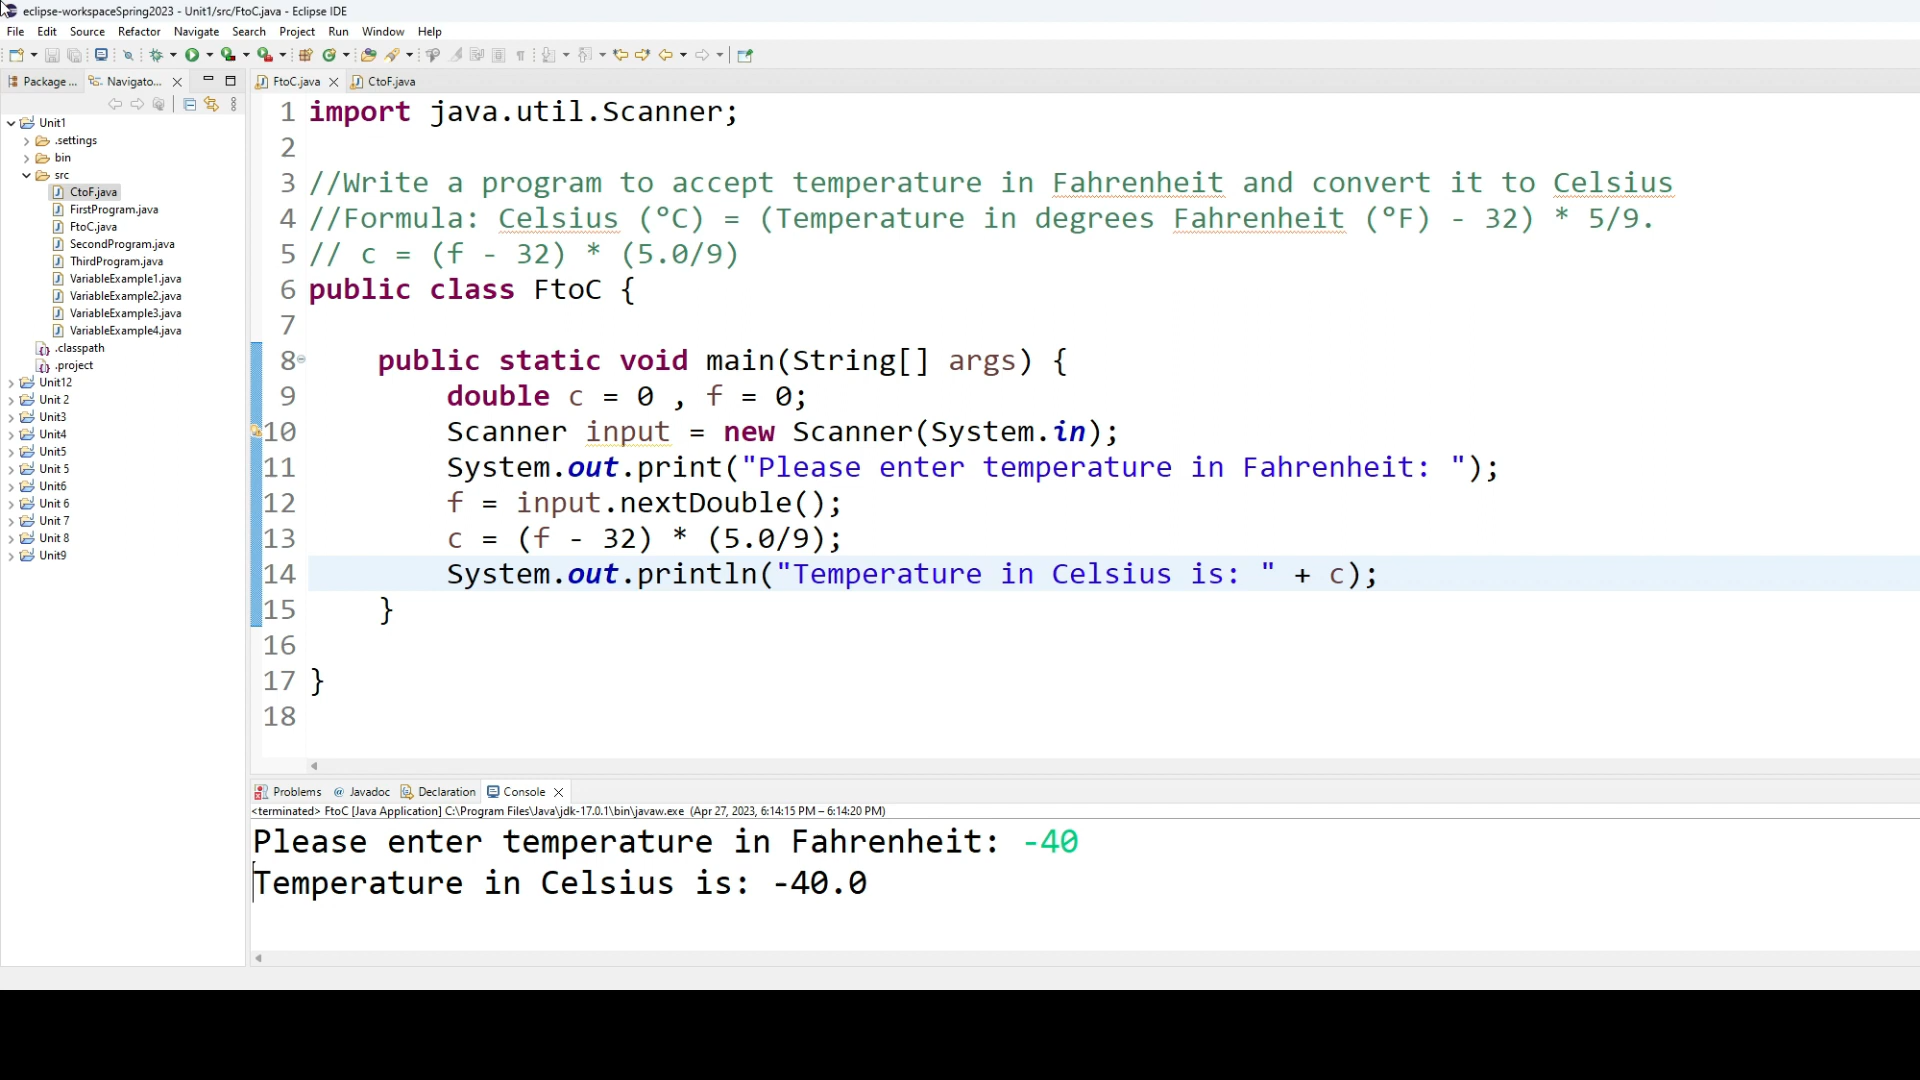 eclipse-workspaceSpring2023 - Unit1/src/FtoC.java - Eclipse IDE
File Edit Source Refactor Navigate Search Project Run Window Help
Package ... Navigato... FtoC.java CtoF.java
Unit1
.settings
bin
src
CtoF.java
FirstProgram.java
FtoC.java
SecondProgram.java
ThirdProgram.java
VariableExample1.java
VariableExample2.java
VariableExample3.java
VariableExample4.java
.classpath
.project
Unit12
Unit 2
Unit3
Unit4
Unit5
Unit 5
Unit6
Unit 6
Unit 7
Unit 8
Unit9
1 import java.util.Scanner;
2
3 //Write a program to accept temperature in Fahrenheit and convert it to Celsius
4 //Formula: Celsius (°C) = (Temperature in degrees Fahrenheit (°F) - 32) * 5/9.
5 // c = (f - 32) * (5.0/9)
6 public class FtoC {
7
8 public static void main(String[] args) {
9 double c = 0 , f = 0;
10 Scanner input = new Scanner(System.in);
11 System.out.print("Please enter temperature in Fahrenheit: ");
12 f = input.nextDouble();
13 c = (f - 32) * (5.0/9);
14 System.out.println("Temperature in Celsius is: " + c);
15 }
16
17 }
18
Problems @ Javadoc Declaration Console
<terminated> FtoC [Java Application] C:\Program Files\Java\jdk-17.0.1\bin\javaw.exe (Apr 27, 2023, 6:14:15 PM – 6:14:20 PM)
Please enter temperature in Fahrenheit: -40
Temperature in Celsius is: -40.0